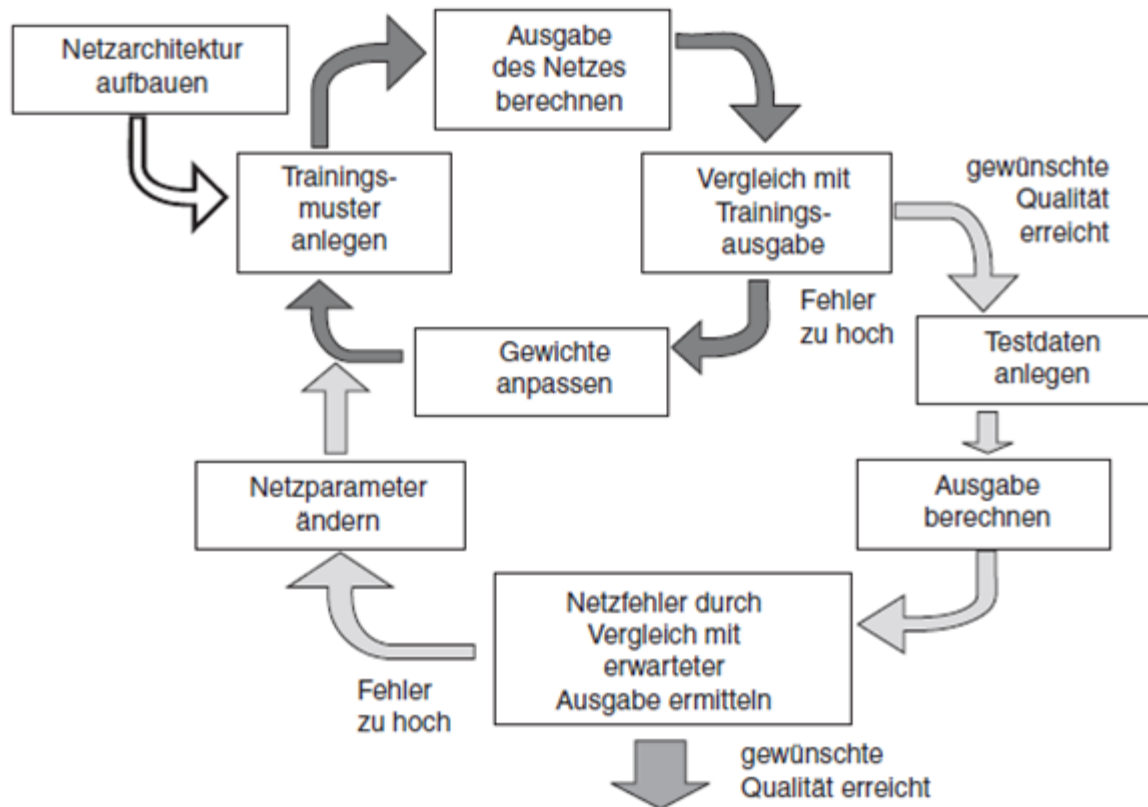 Netzarchitektur
aufbauen
Ausgabe
des Netzes
berechnen
Trainings-
muster
anlegen
Vergleich mit
Trainings-
ausgabe
gewünschte
Qualität
erreicht
Fehler
zu hoch
Gewichte
anpassen
Testdaten
anlegen
Netzparameter
ändern
Ausgabe
berechnen
Netzfehler durch
Vergleich mit
erwarteter
Ausgabe ermitteln
Fehler
zu hoch
gewünschte
Qualität erreicht